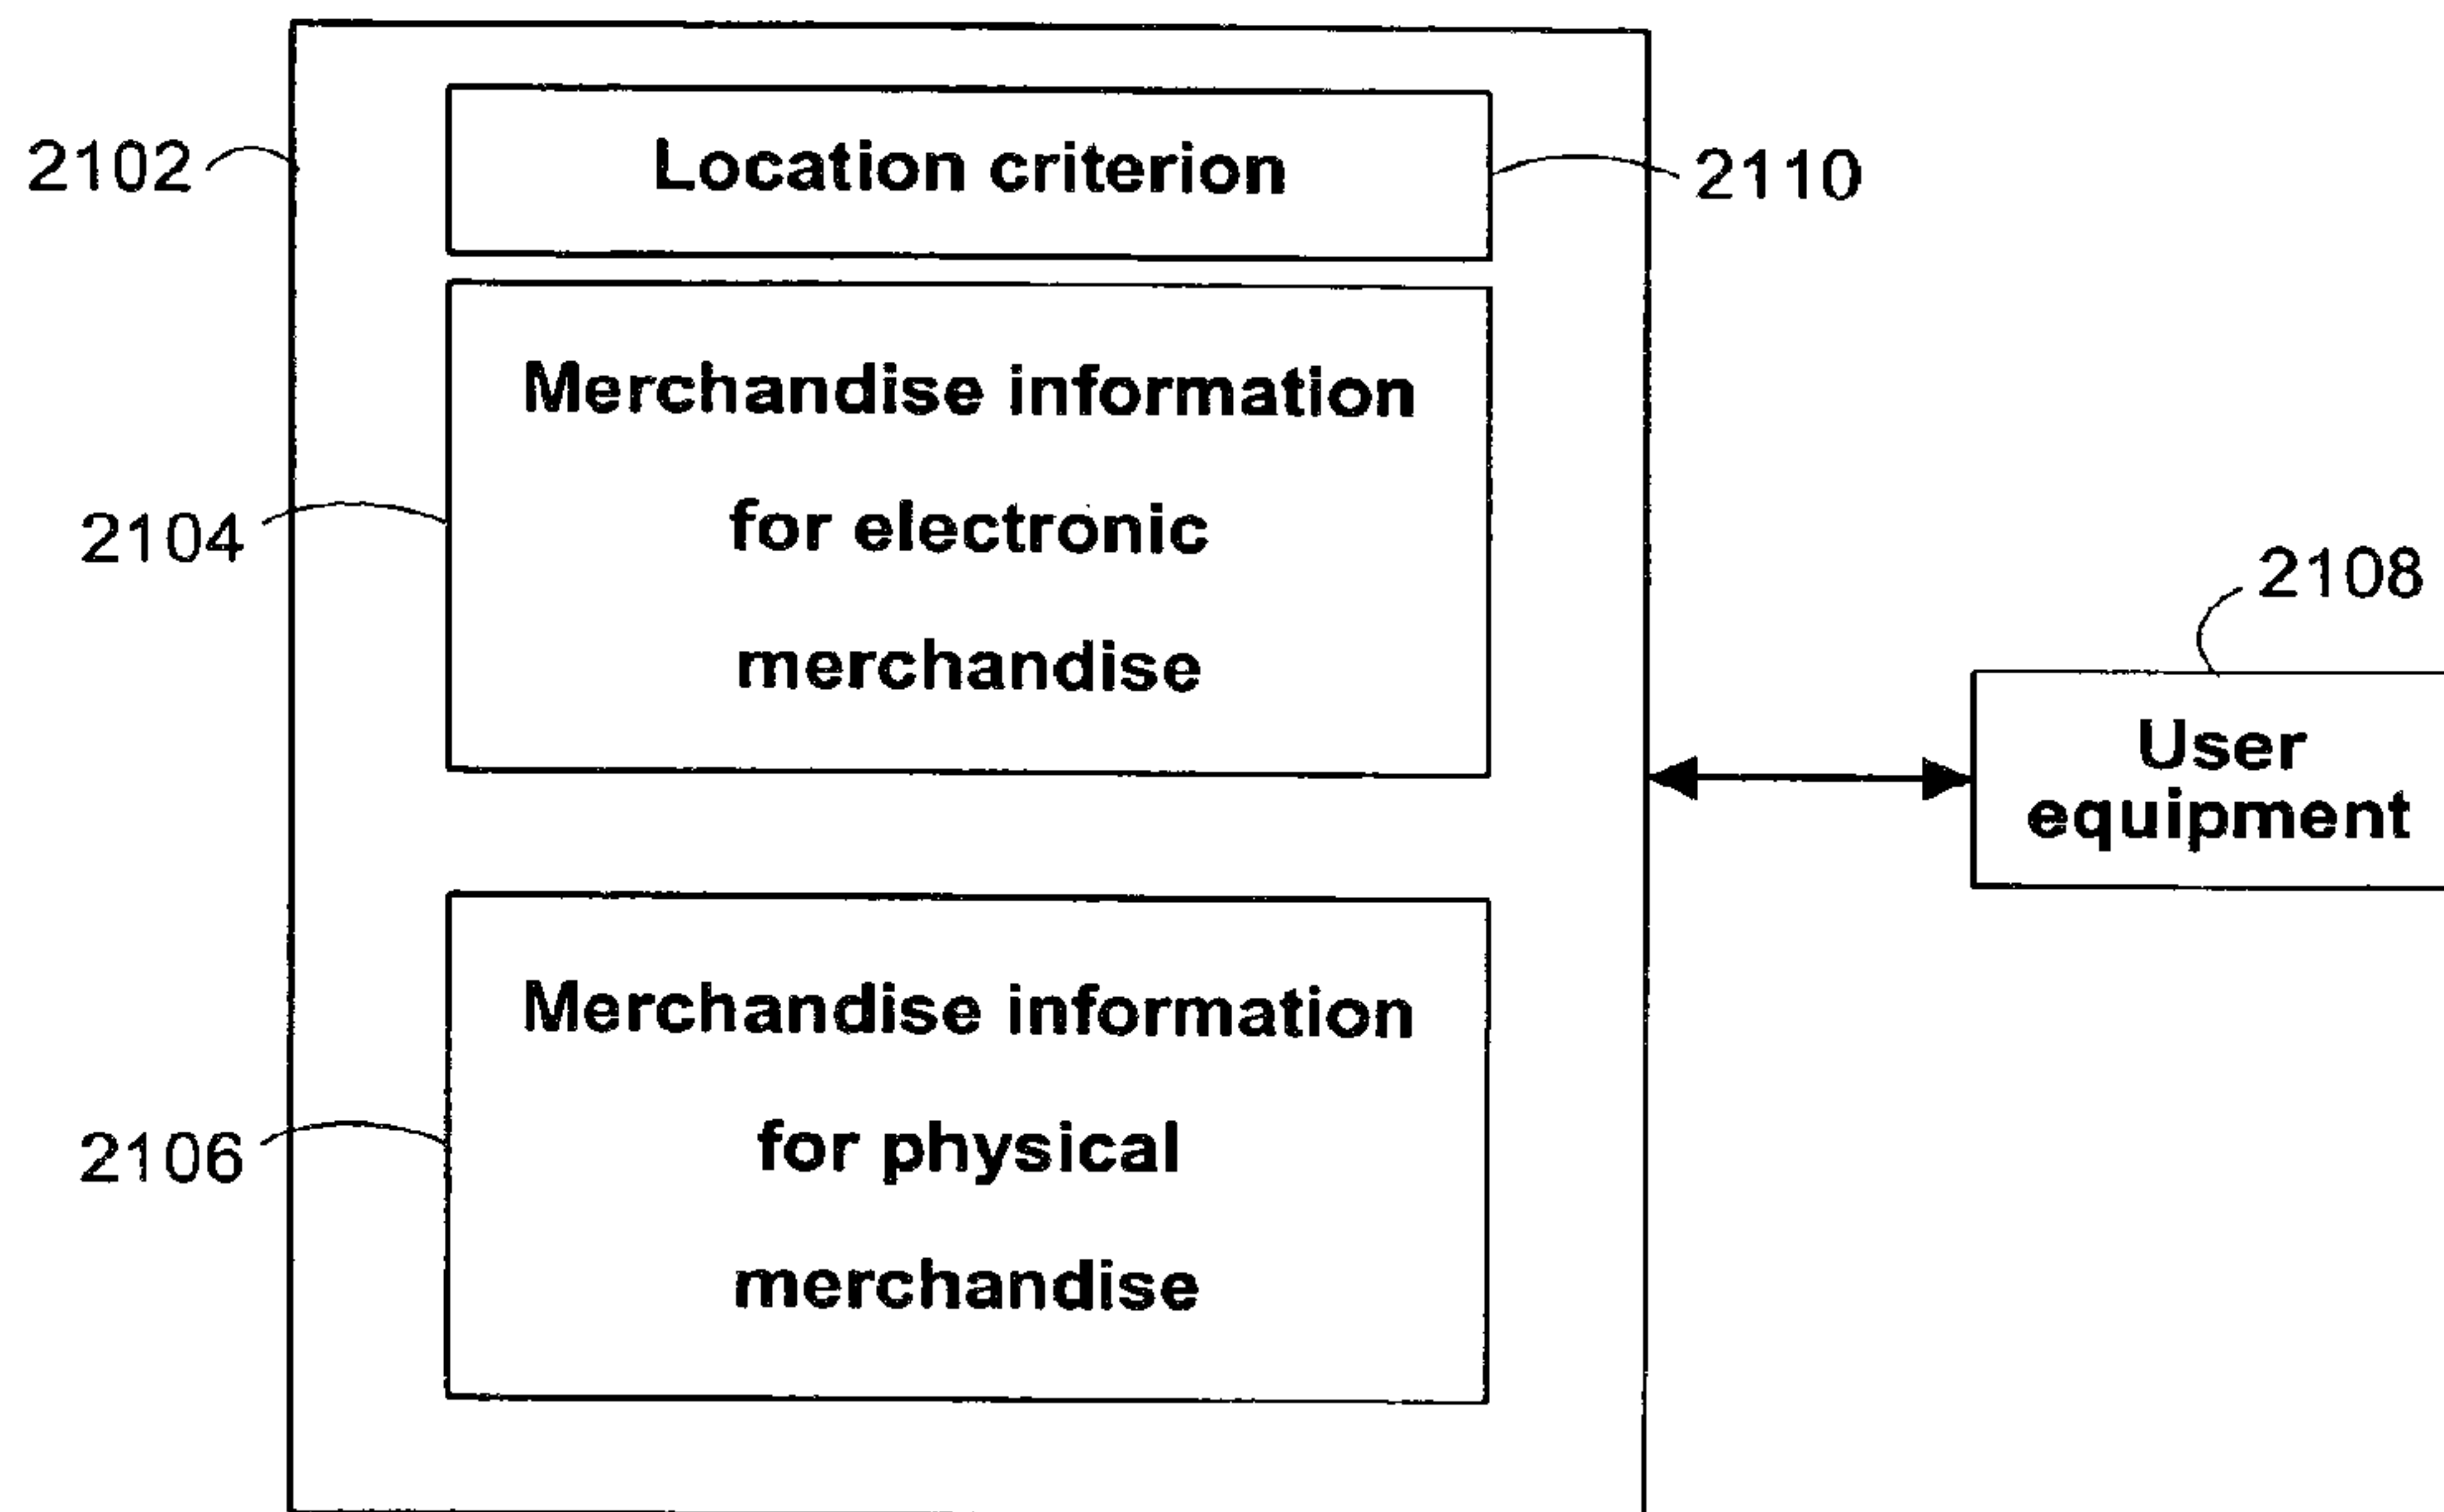 2102
Location criterion
2110
Merchandise information
for electronic
merchandise
2104
2108
User
equipment
Merchandise information
for physical
merchandise
2106